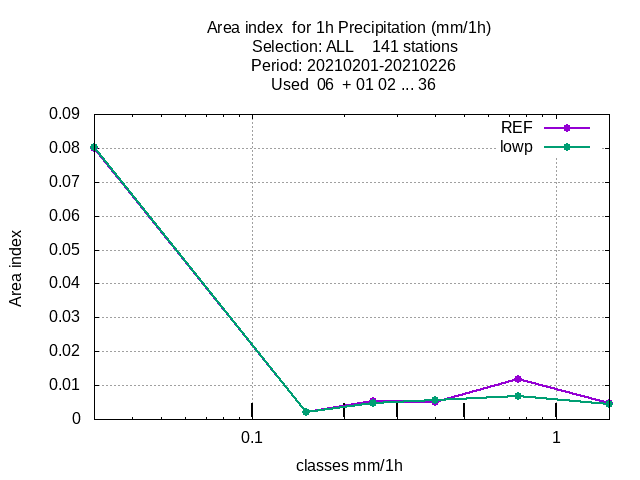 Area index  for 1h Precipitation (mm/1h)
Selection: ALL    141 stations
Period: 20210201-20210226
Used  06  + 01 02 ... 36
REF
lowp
0.09
0.08
0.07
0.06
0.05
0.04
0.03
0.02
0.01
0
Area index
0.1
1
classes mm/1h